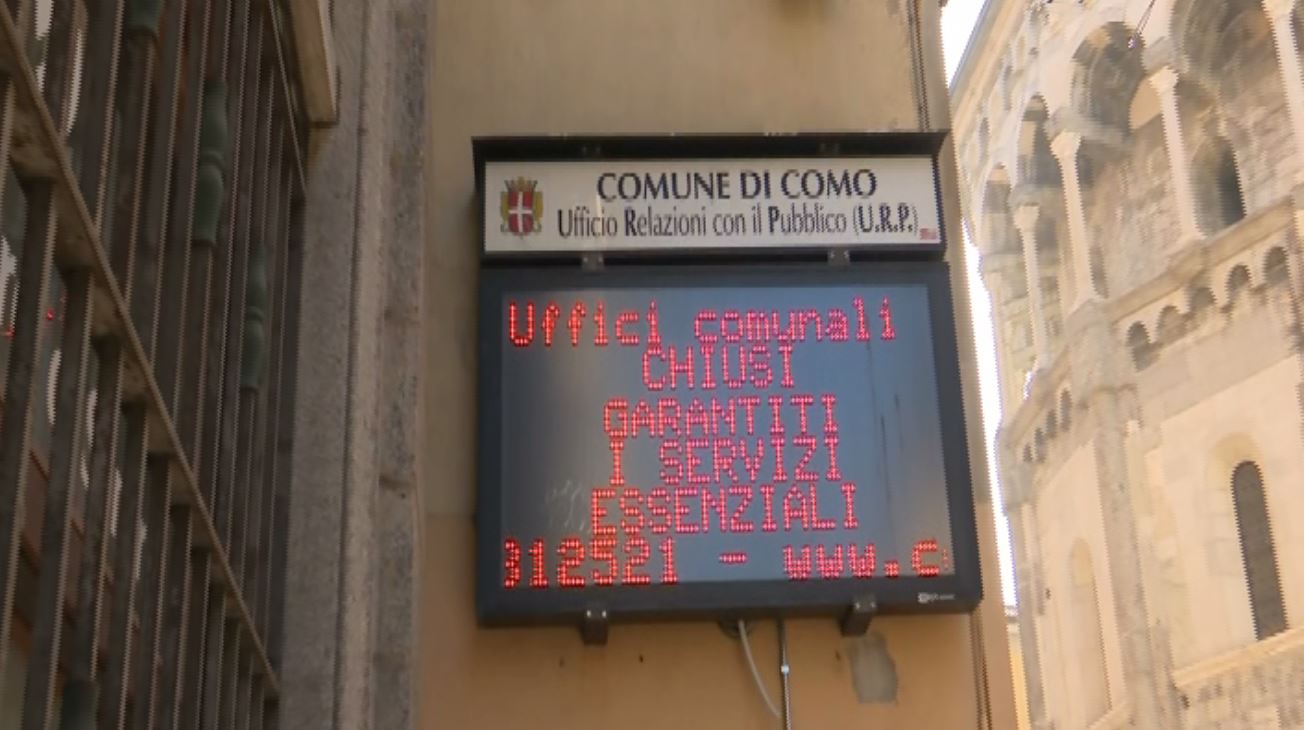 COMUNE DI COMO
Ufficio Relazioni con il Pubblico (U.R.P.)
Uffici comunali
CHIUSI
GARANTITI
I SERVIZI
ESSENZIALI
312521 - www.c